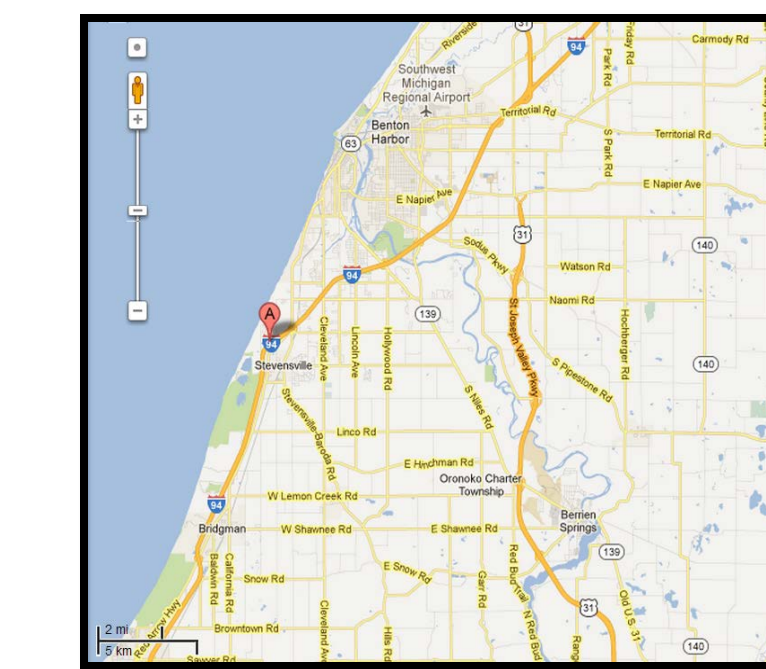 31
Riverside
94
Friday Rd
Carmody Rd
Park Rd
Southwest
Michigan
Regional Airport
Territorial Rd
Benton
Harbor
63
S Park Rd
Territorial Rd
E Napier Ave
E Napier Ave
31
Sodus Pkwy
140
Watson Rd
94
Naomi Rd
A
139
St Joseph Valley Pkwy
Hochberger Rd
94
Cleveland Ave
Lincoln Ave
Hollywood Rd
Stevensville
140
S Pipestone Rd
Stevensville-Baroda Rd
S Niles Rd
Linco Rd
E Hinchman Rd
Oronoko Charter
Township
W Lemon Creek Rd
94
Berrien
Springs
Bridgman
W Shawnee Rd
E Shawnee Rd
139
Red Bud Trail
Baldwin Rd
California Rd
Snow Rd
E Snow Rd
Garr Rd
Old U.S. 31
Red Arrow Hwy
Cleveland Ave
31
N Red Bud
2 mi
Browntown Rd
Hills Rd
Rang
5 km
140
Sawyer Rd